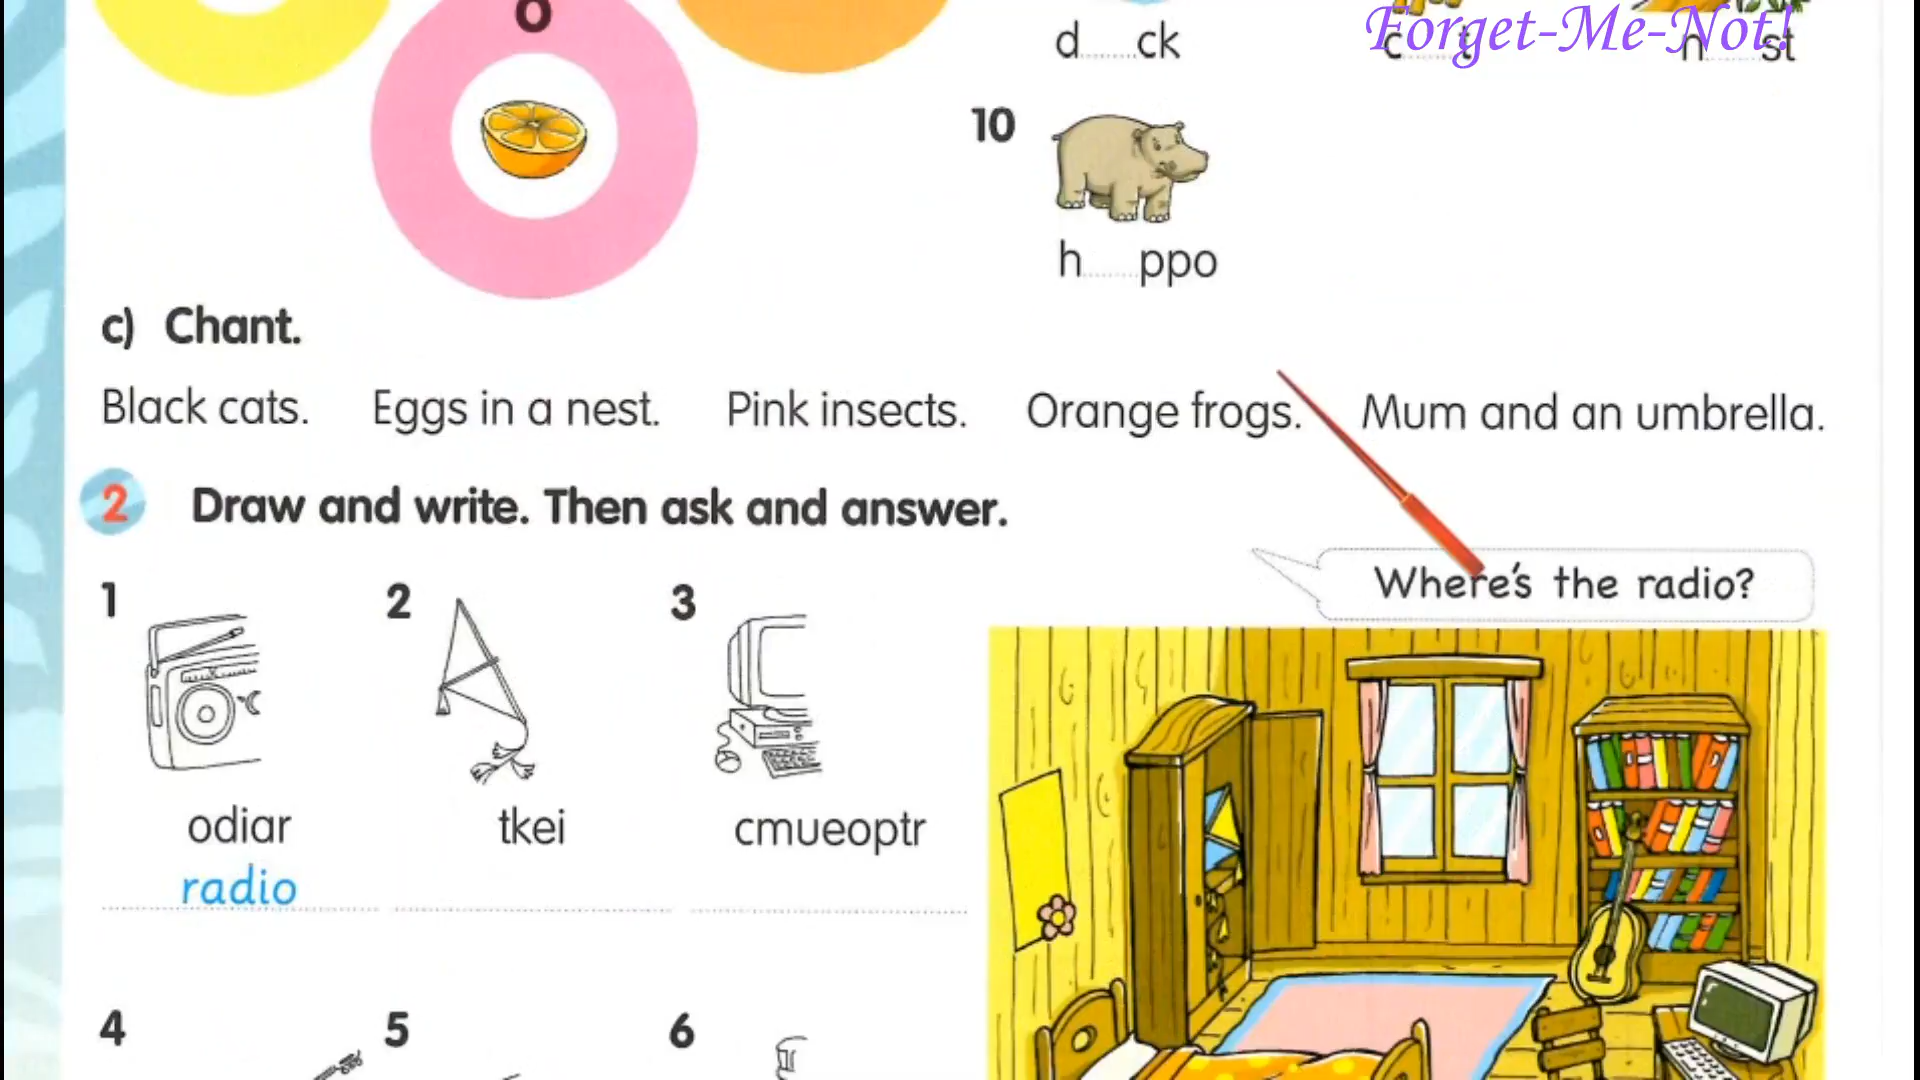 o
d ck
c t
h st
Forget-Me-Not!
10
h ppo
c) Chant.
Black cats. Eggs in a nest. Pink insects. Orange frogs. Mum and an umbrella.
2 Draw and write. Then ask and answer.
Where's the radio?
1 2 3
odiar tkei cmueoptr
radio
4 5 6